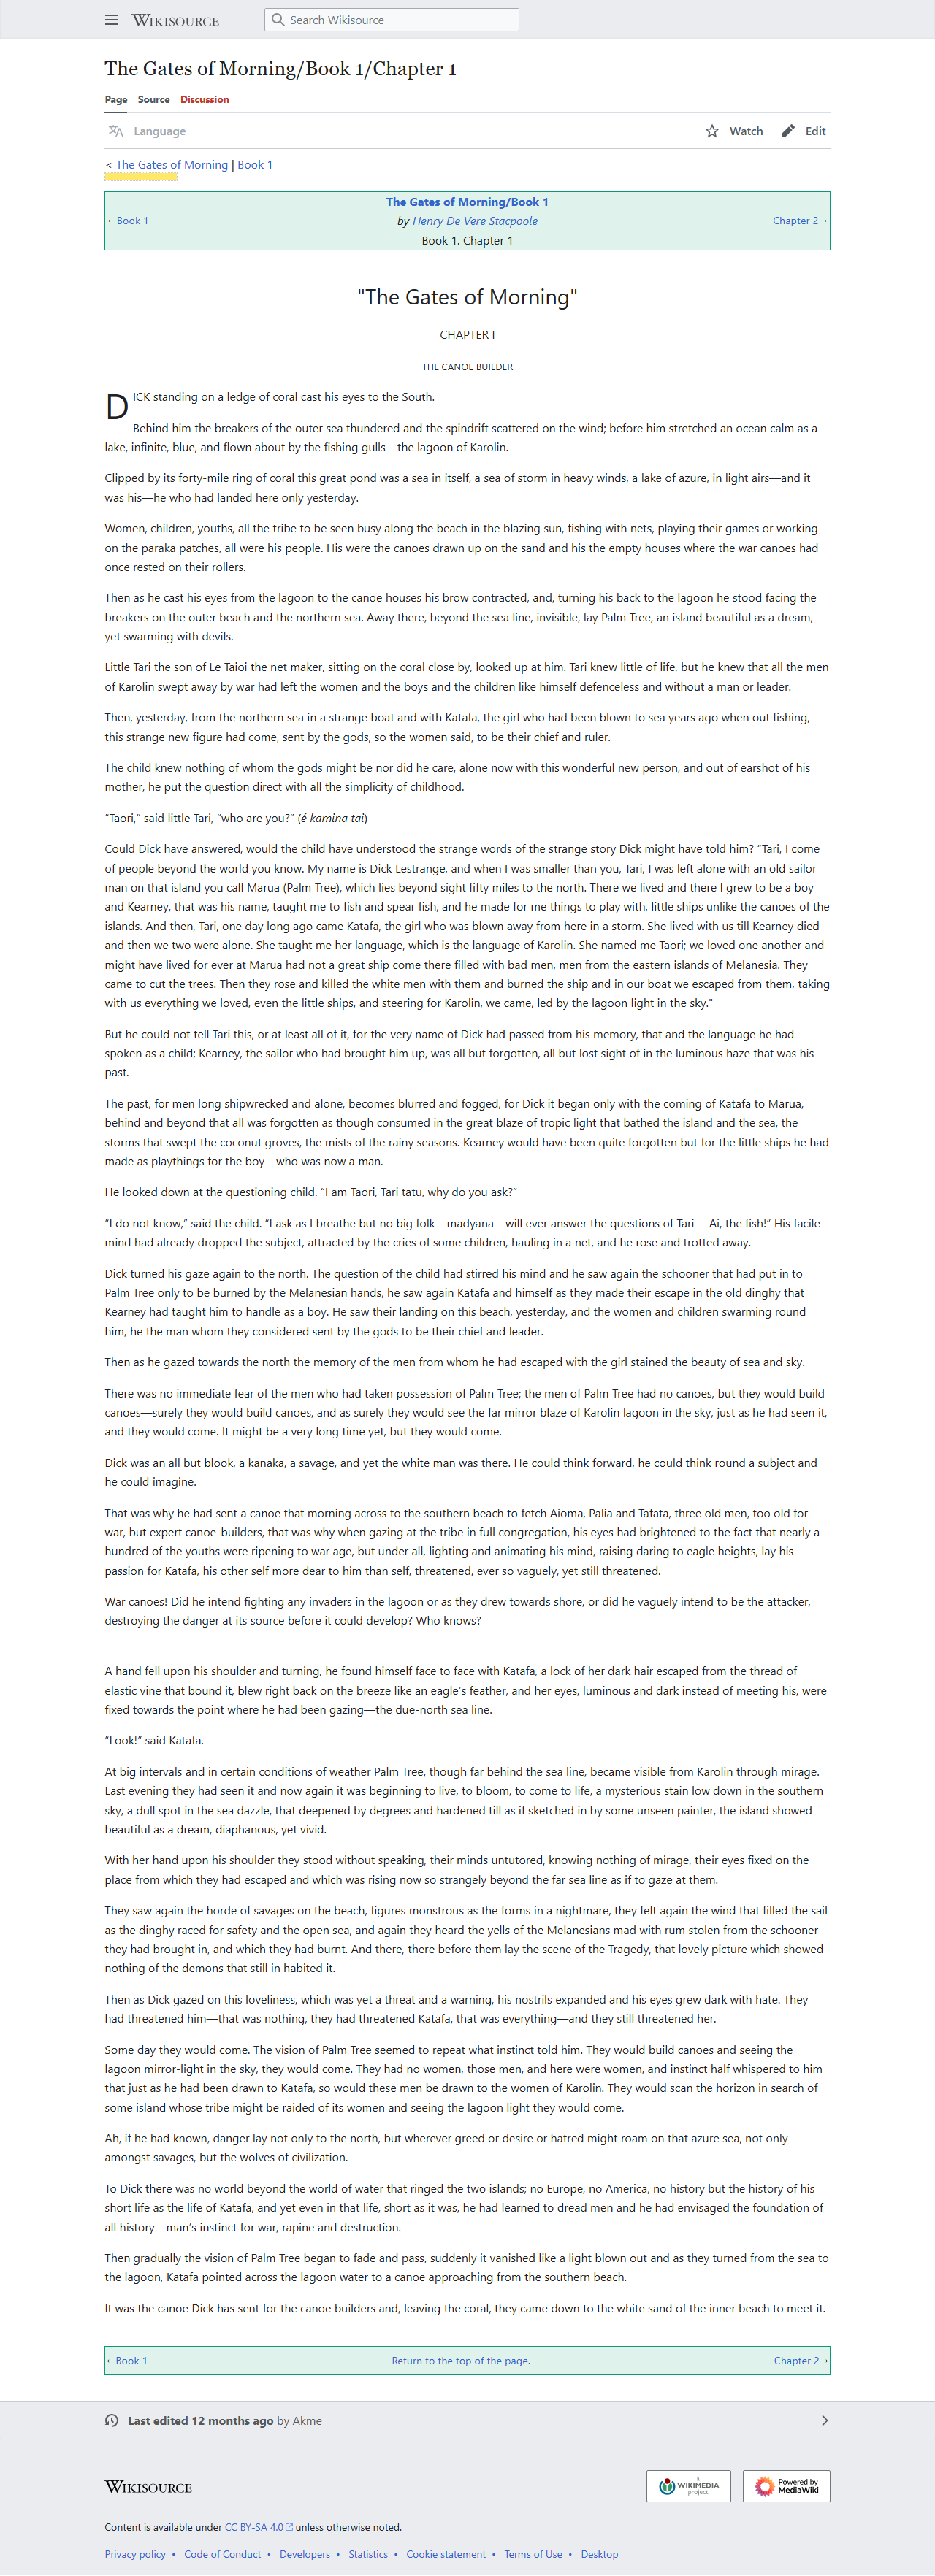 WIKISOURCE
Search Wikisource
The Gates of Morning/Book 1/Chapter 1
Page Source Discussion
Language Watch Edit
< The Gates of Morning | Book 1
The Gates of Morning/Book 1
←Book 1 by Henry De Vere Stacpoole Chapter 2→
Book 1. Chapter 1
"The Gates of Morning"
CHAPTER I
THE CANOE BUILDER
DICK standing on a ledge of coral cast his eyes to the South.
Behind him the breakers of the outer sea thundered and the spindrift scattered on the wind; before him stretched an ocean calm as a
lake, infinite, blue, and flown about by the fishing gulls—the lagoon of Karolin.
Clipped by its forty-mile ring of coral this great pond was a sea in itself, a sea of storm in heavy winds, a lake of azure, in light airs—and it
was his—he who had landed here only yesterday.
Women, children, youths, all the tribe to be seen busy along the beach in the blazing sun, fishing with nets, playing their games or working
on the paraka patches, all were his people. His were the canoes drawn up on the sand and his the empty houses where the war canoes had
once rested on their rollers.
Then as he cast his eyes from the lagoon to the canoe houses his brow contracted, and, turning his back to the lagoon he stood facing the
breakers on the outer beach and the northern sea. Away there, beyond the sea line, invisible, lay Palm Tree, an island beautiful as a dream,
yet swarming with devils.
Little Tari the son of Le Taioi the net maker, sitting on the coral close by, looked up at him. Tari knew little of life, but he knew that all the men
of Karolin swept away by war had left the women and the boys and the children like himself defenceless and without a man or leader.
Then, yesterday, from the northern sea in a strange boat and with Katafa, the girl who had been blown to sea years ago when out fishing,
this strange new figure had come, sent by the gods, so the women said, to be their chief and ruler.
The child knew nothing of whom the gods might be nor did he care, alone now with this wonderful new person, and out of earshot of his
mother, he put the question direct with all the simplicity of childhood.
“Taori,” said little Tari, “who are you?” (é kamina tai)
Could Dick have answered, would the child have understood the strange words of the strange story Dick might have told him? “Tari, I come
of people beyond the world you know. My name is Dick Lestrange, and when I was smaller than you, Tari, I was left alone with an old sailor
man on that island you call Marua (Palm Tree), which lies beyond sight fifty miles to the north. There we lived and there I grew to be a boy
and Kearney, that was his name, taught me to fish and spear fish, and he made for me things to play with, little ships unlike the canoes of the
islands. And then, Tari, one day long ago came Katafa, the girl who was blown away from here in a storm. She lived with us till Kearney died
and then we two were alone. She taught me her language, which is the language of Karolin. She named me Taori; we loved one another and
might have lived for ever at Marua had not a great ship come there filled with bad men, men from the eastern islands of Melanesia. They
came to cut the trees. Then they rose and killed the white men with them and burned the ship and in our boat we escaped from them, taking
with us everything we loved, even the little ships, and steering for Karolin, we came, led by the lagoon light in the sky."
But he could not tell Tari this, or at least all of it, for the very name of Dick had passed from his memory, that and the language he had
spoken as a child; Kearney, the sailor who had brought him up, was all but forgotten, all but lost sight of in the luminous haze that was his
past.
The past, for men long shipwrecked and alone, becomes blurred and fogged, for Dick it began only with the coming of Katafa to Marua,
behind and beyond that all was forgotten as though consumed in the great blaze of tropic light that bathed the island and the sea, the
storms that swept the coconut groves, the mists of the rainy seasons. Kearney would have been quite forgotten but for the little ships he had
made as playthings for the boy—who was now a man.
He looked down at the questioning child. “I am Taori, Tari tatu, why do you ask?”
“I do not know,” said the child. “I ask as I breathe but no big folk—madyana—will ever answer the questions of Tari— Ai, the fish!” His facile
mind had already dropped the subject, attracted by the cries of some children, hauling in a net, and he rose and trotted away.
Dick turned his gaze again to the north. The question of the child had stirred his mind and he saw again the schooner that had put in to
Palm Tree only to be burned by the Melanesian hands, he saw again Katafa and himself as they made their escape in the old dinghy that
Kearney had taught him to handle as a boy. He saw their landing on this beach, yesterday, and the women and children swarming round
him, he the man whom they considered sent by the gods to be their chief and leader.
Then as he gazed towards the north the memory of the men from whom he had escaped with the girl stained the beauty of sea and sky.
There was no immediate fear of the men who had taken possession of Palm Tree; the men of Palm Tree had no canoes, but they would build
canoes—surely they would build canoes, and as surely they would see the far mirror blaze of Karolin lagoon in the sky, just as he had seen it,
and they would come. It might be a very long time yet, but they would come.
Dick was an all but blook, a kanaka, a savage, and yet the white man was there. He could think forward, he could think round a subject and
he could imagine.
That was why he had sent a canoe that morning across to the southern beach to fetch Aioma, Palia and Tafata, three old men, too old for
war, but expert canoe-builders, that was why when gazing at the tribe in full congregation, his eyes had brightened to the fact that nearly a
hundred of the youths were ripening to war age, but under all, lighting and animating his mind, raising daring to eagle heights, lay his
passion for Katafa, his other self more dear to him than self, threatened, ever so vaguely, yet still threatened.
War canoes! Did he intend fighting any invaders in the lagoon or as they drew towards shore, or did he vaguely intend to be the attacker,
destroying the danger at its source before it could develop? Who knows?
A hand fell upon his shoulder and turning, he found himself face to face with Katafa, a lock of her dark hair escaped from the thread of
elastic vine that bound it, blew right back on the breeze like an eagle’s feather, and her eyes, luminous and dark instead of meeting his, were
fixed towards the point where he had been gazing—the due-north sea line.
“Look!” said Katafa.
At big intervals and in certain conditions of weather Palm Tree, though far behind the sea line, became visible from Karolin through mirage.
Last evening they had seen it and now again it was beginning to live, to bloom, to come to life, a mysterious stain low down in the southern
sky, a dull spot in the sea dazzle, that deepened by degrees and hardened till as if sketched in by some unseen painter, the island showed
beautiful as a dream, diaphanous, yet vivid.
With her hand upon his shoulder they stood without speaking, their minds untutored, knowing nothing of mirage, their eyes fixed on the
place from which they had escaped and which was rising now so strangely beyond the far sea line as if to gaze at them.
They saw again the horde of savages on the beach, figures monstrous as the forms in a nightmare, they felt again the wind that filled the sail
as the dinghy raced for safety and the open sea, and again they heard the yells of the Melanesians mad with rum stolen from the schooner
they had brought in, and which they had burnt. And there, there before them lay the scene of the Tragedy, that lovely picture which showed
nothing of the demons that still in habited it.
Then as Dick gazed on this loveliness, which was yet a threat and a warning, his nostrils expanded and his eyes grew dark with hate. They
had threatened him—that was nothing, they had threatened Katafa, that was everything—and they still threatened her.
Some day they would come. The vision of Palm Tree seemed to repeat what instinct told him. They would build canoes and seeing the
lagoon mirror-light in the sky, they would come. They had no women, those men, and here were women, and instinct half whispered to him
that just as he had been drawn to Katafa, so would these men be drawn to the women of Karolin. They would scan the horizon in search of
some island whose tribe might be raided of its women and seeing the lagoon light they would come.
Ah, if he had known, danger lay not only to the north, but wherever greed or desire or hatred might roam on that azure sea, not only
amongst savages, but the wolves of civilization.
To Dick there was no world beyond the world of water that ringed the two islands; no Europe, no America, no history but the history of his
short life as the life of Katafa, and yet even in that life, short as it was, he had learned to dread men and he had envisaged the foundation of
all history—man’s instinct for war, rapine and destruction.
Then gradually the vision of Palm Tree began to fade and pass, suddenly it vanished like a light blown out and as they turned from the sea to
the lagoon, Katafa pointed across the lagoon water to a canoe approaching from the southern beach.
It was the canoe Dick has sent for the canoe builders and, leaving the coral, they came down to the white sand of the inner beach to meet it.
←Book 1 Return to the top of the page. Chapter 2→
Last edited 12 months ago by Akme
WIKISOURCE
A WIKIMEDIA project
Powered by MediaWiki
Content is available under CC BY-SA 4.0 unless otherwise noted.
Privacy policy • Code of Conduct • Developers • Statistics • Cookie statement • Terms of Use • Desktop